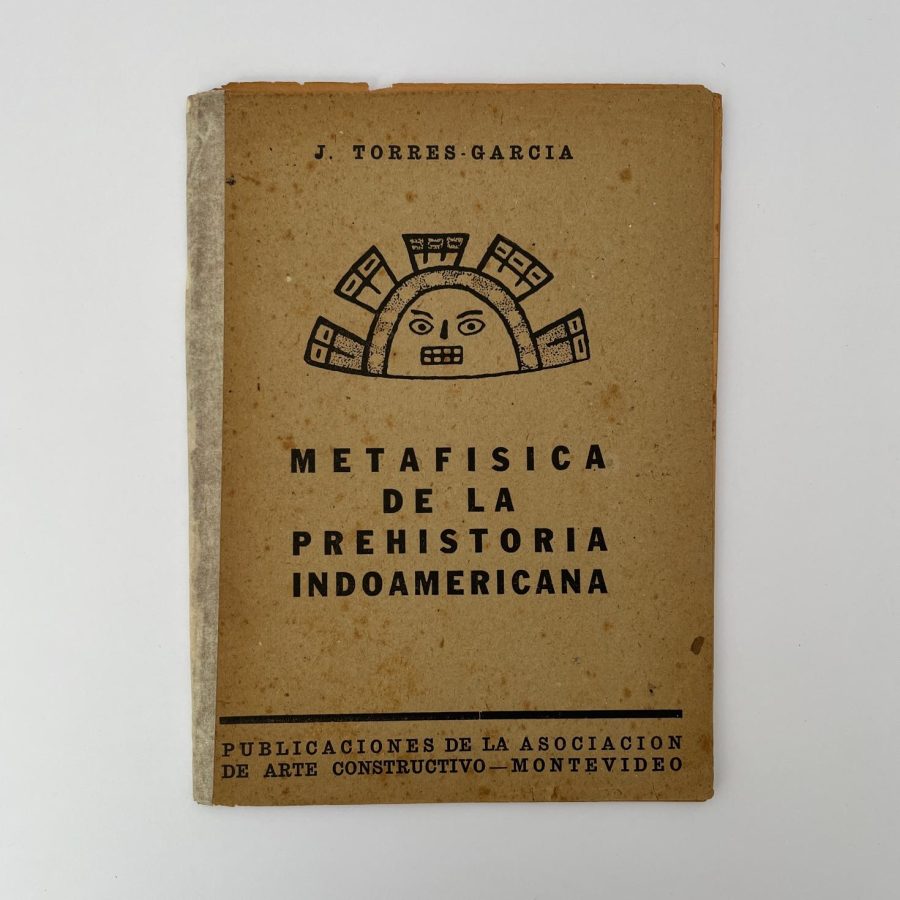 J. TORRES-GARCIA
METAFISICA
DE LA
PREHISTORIA
INDOAMERICANA
PUBLICACIONES DE LA ASOCIACION
DE ARTE CONSTRUCTIVO—MONTEVIDEO